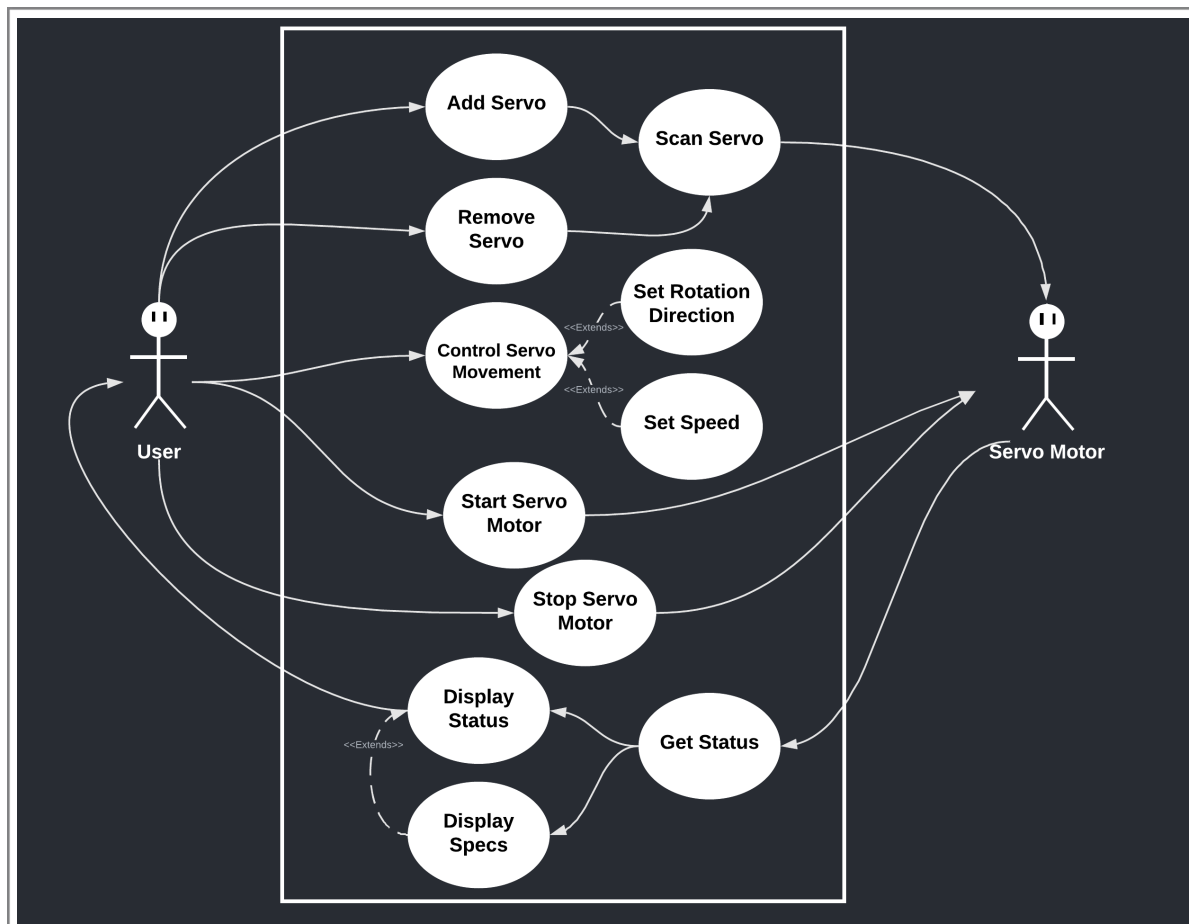 Add Servo
Scan Servo
Remove
Servo
Set Rotation
Direction
<<Extends>>
Control Servo
Movement
<<Extends>>
Set Speed
User
Servo Motor
Start Servo
Motor
Stop Servo
Motor
Display
Status
Get Status
<<Extends>>
Display
Specs